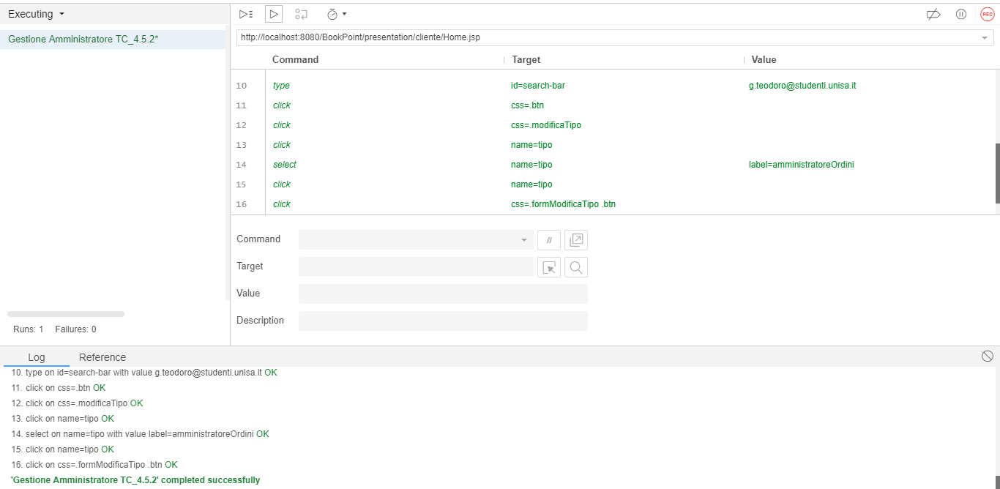 Executing
Gestione Amministratore TC_4.5.2*
Runs: 1 Failures: 0
REC
http://localhost:8080/BookPoint/presentation/cliente/Home.jsp
Command Target Value
10 type id=search-bar g.teodoro@studenti.unisa.it
11 click css=.btn
12 click css=.modificaTipo
13 click name=tipo
14 select name=tipo label=amministratoreOrdini
15 click name=tipo
16 click css=.formModificaTipo .btn
Command //
Target
Value
Description
Log Reference
10. type on id=search-bar with value g.teodoro@studenti.unisa.it OK
11. click on css=.btn OK
12. click on css=.modificaTipo OK
13. click on name=tipo OK
14. select on name=tipo with value label=amministratoreOrdini OK
15. click on name=tipo OK
16. click on css=.formModificaTipo .btn OK
'Gestione Amministratore TC_4.5.2' completed successfully